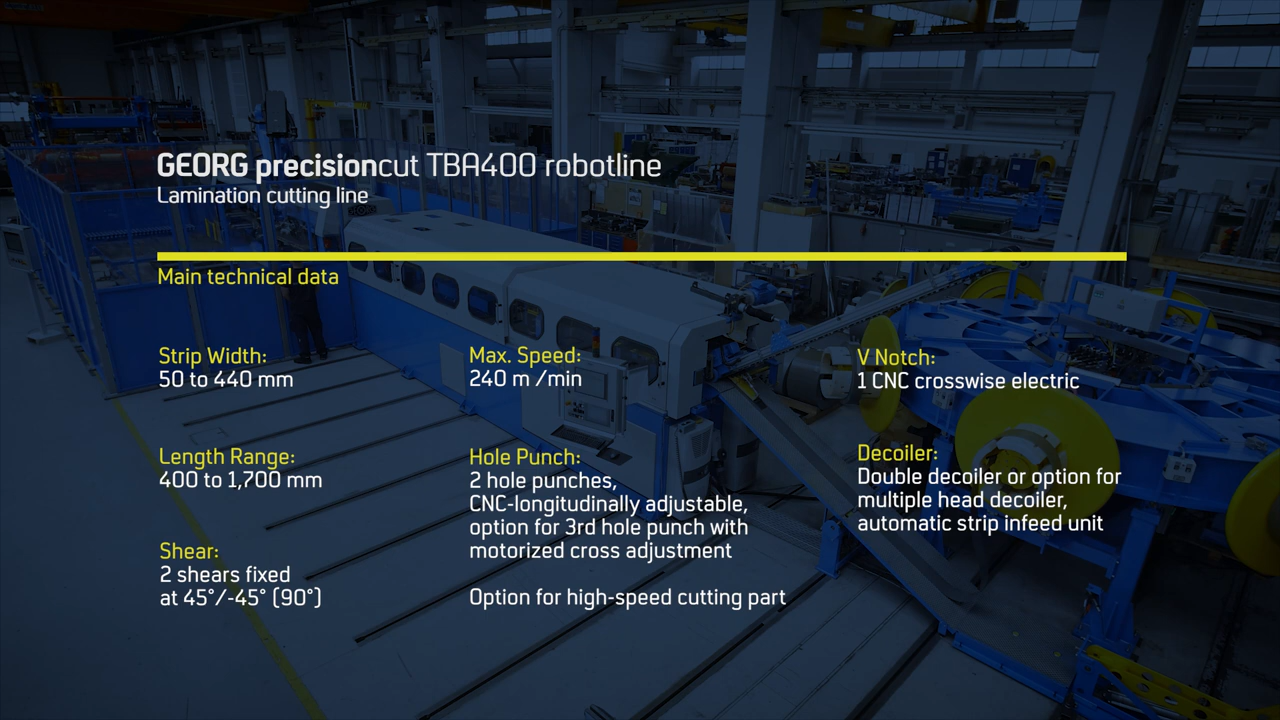 GEORG precisioncut TBA400 robotline
Lamination cutting line
Main technical data
Strip Width:
50 to 440 mm
Length Range:
400 to 1,700 mm
Shear:
2 shears fixed
at 45°/-45° (90°)
Max. Speed:
240 m /min
Hole Punch:
2 hole punches,
CNC-longitudinally adjustable,
option for 3rd hole punch with
motorized cross adjustment
Option for high-speed cutting part
V Notch:
1 CNC crosswise electric
Decoiler:
Double decoiler or option for
multiple head decoiler,
automatic strip infeed unit